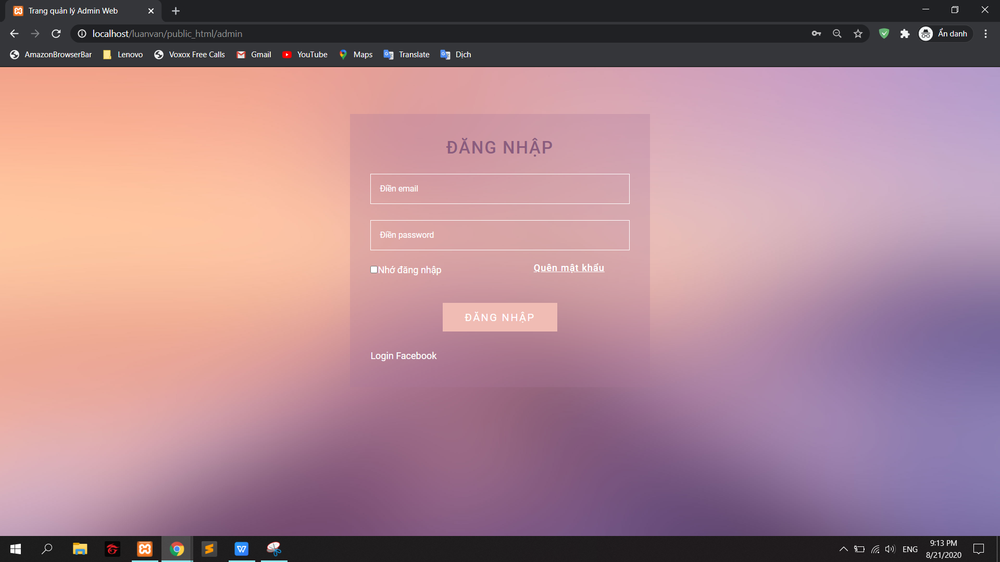 Trang quản lý Admin Web
localhost/luanvan/public_html/admin
Ẩn danh
AmazonBrowserBar Lenovo Voxox Free Calls Gmail YouTube Maps Translate Dịch
ĐĂNG NHẬP
Điền email
Điền password
Nhớ đăng nhập Quên mật khẩu
ĐĂNG NHẬP
Login Facebook
ENG
9:13 PM
8/21/2020